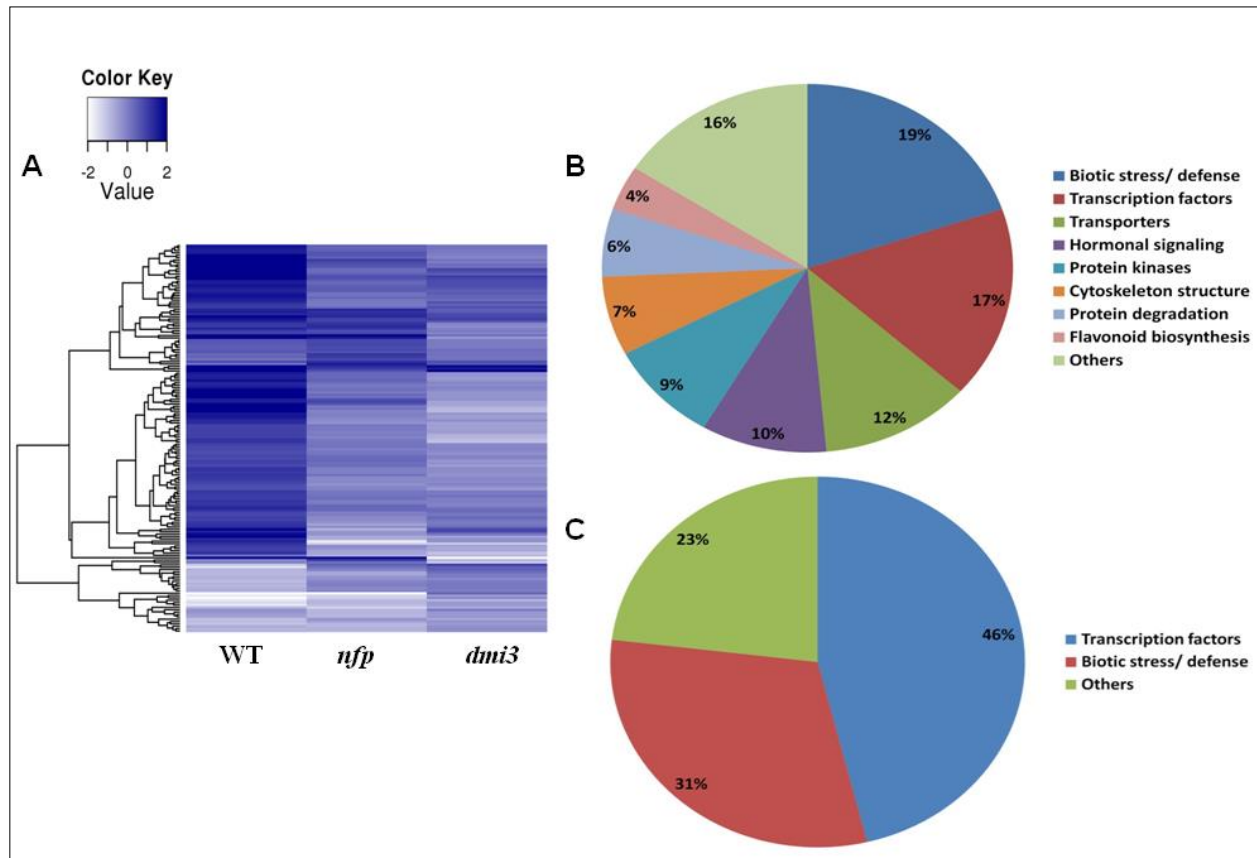 Color Key
-2 0 2
Value
A
WT nfp dmi3
B
19%
17%
12%
10%
9%
7%
6%
4%
16%
Biotic stress/ defense
Transcription factors
Transporters
Hormonal signaling
Protein kinases
Cytoskeleton structure
Protein degradation
Flavonoid biosynthesis
Others
C
46%
31%
23%
Transcription factors
Biotic stress/ defense
Others